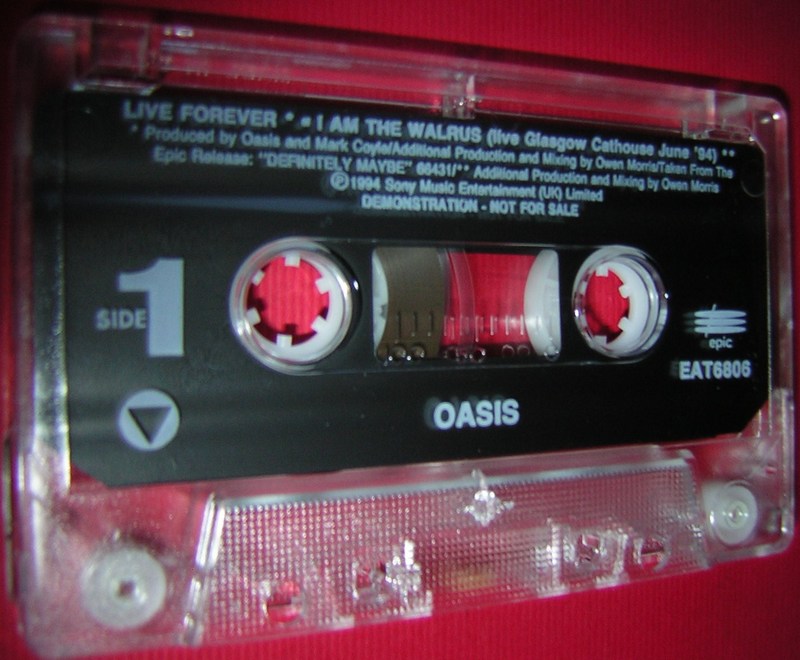 LIVE FOREVER * • I AM THE WALRUS (live Glasgow Cathouse June '94) **
* Produced by Oasis and Mark Coyle/Additional Production and Mixing by Owen Morris/Taken From The
Epic Release: "DEFINITELY MAYBE" 66431/** Additional Production and Mixing by Owen Morris
Ⓟ1994 Sony Music Entertainment (UK) Limited
DEMONSTRATION - NOT FOR SALE
SIDE 1
epic
EAT6806
OASIS